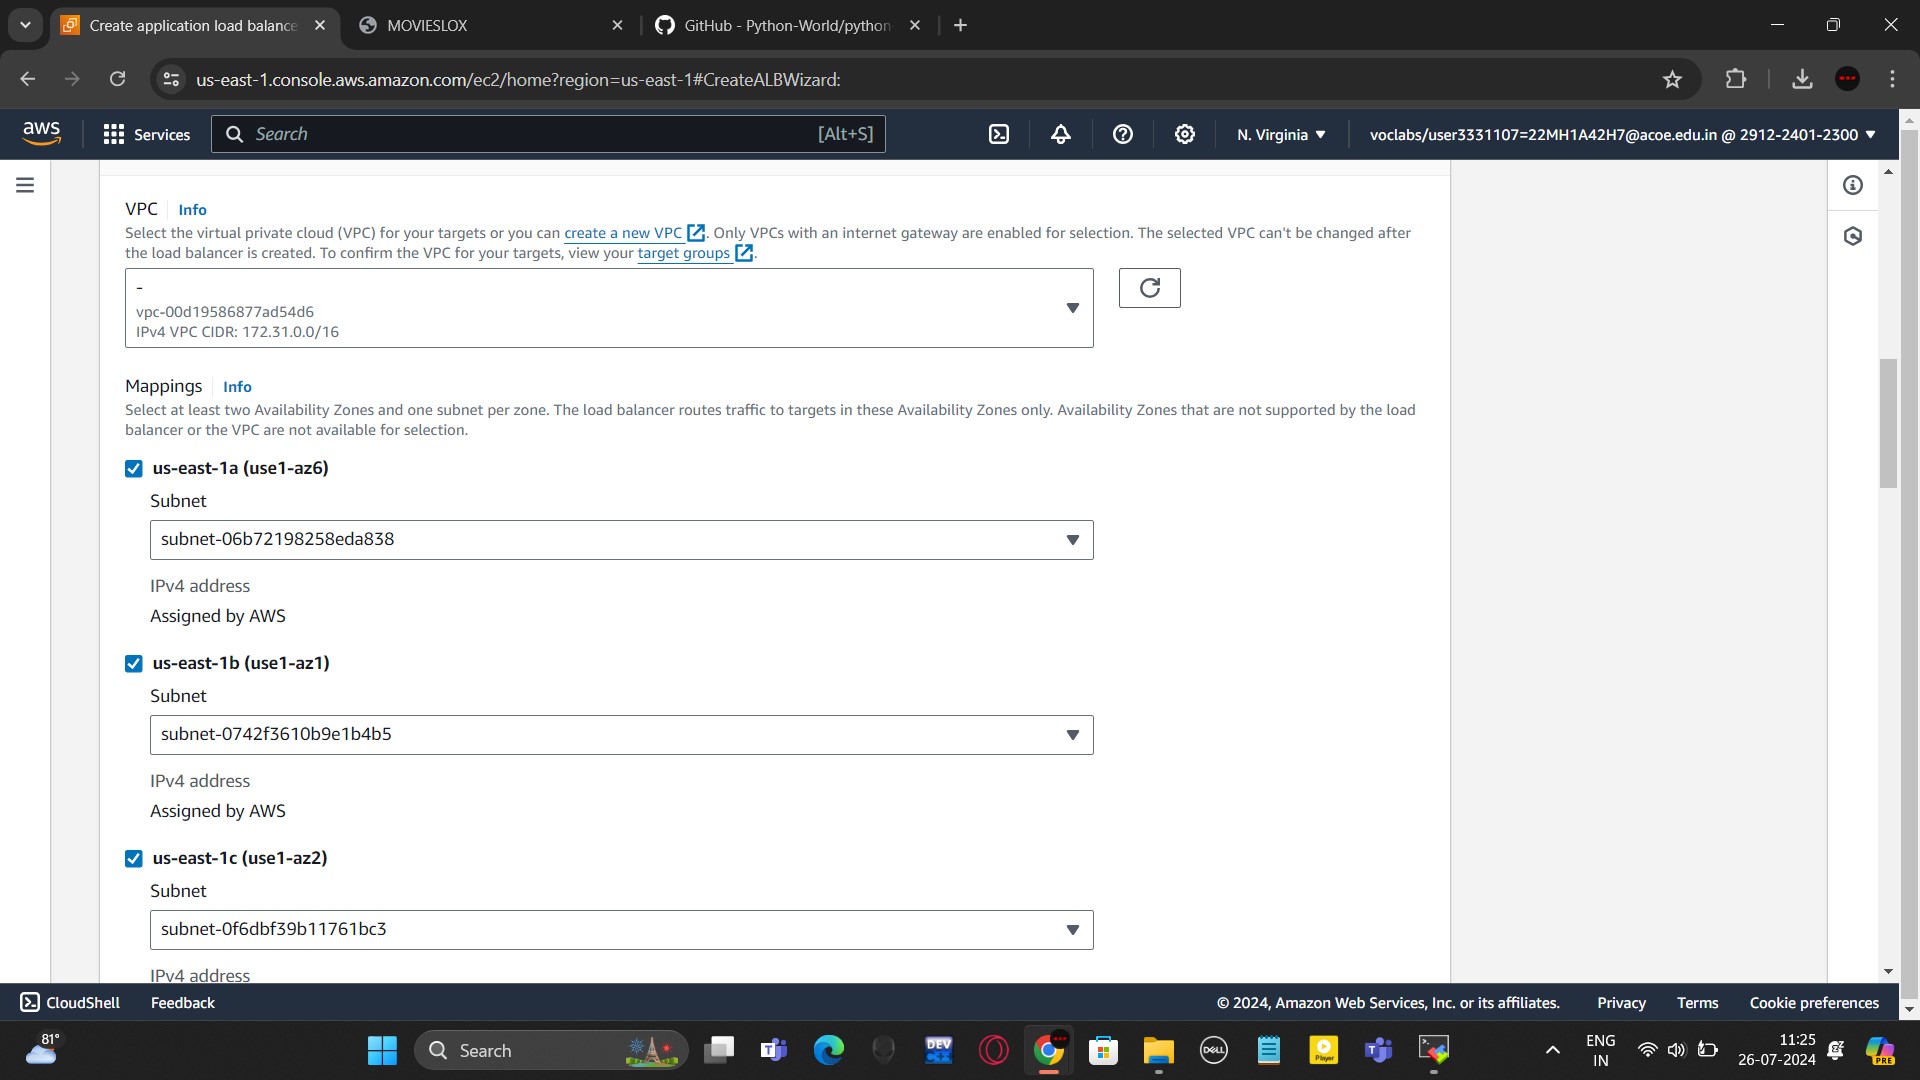 Create application load balance
MOVIESLOX
GitHub - Python-World/python
us-east-1.console.aws.amazon.com/ec2/home?region=us-east-1#CreateALBWizard:
aws
Services
Search
[Alt+S]
N. Virginia
voclabs/user3331107=22MH1A42H7@acoe.edu.in @ 2912-2401-2300
VPC
Info
Select the virtual private cloud (VPC) for your targets or you can create a new VPC. Only VPCs with an internet gateway are enabled for selection. The selected VPC can't be changed after
the load balancer is created. To confirm the VPC for your targets, view your target groups.
-
vpc-00d19586877ad54d6
IPv4 VPC CIDR: 172.31.0.0/16
Mappings
Info
Select at least two Availability Zones and one subnet per zone. The load balancer routes traffic to targets in these Availability Zones only. Availability Zones that are not supported by the load
balancer or the VPC are not available for selection.
us-east-1a (use1-az6)
Subnet
subnet-06b72198258eda838
IPv4 address
Assigned by AWS
us-east-1b (use1-az1)
Subnet
subnet-0742f3610b9e1b4b5
IPv4 address
Assigned by AWS
us-east-1c (use1-az2)
Subnet
subnet-0f6dbf39b11761bc3
IPv4 address
CloudShell
Feedback
© 2024, Amazon Web Services, Inc. or its affiliates.
Privacy
Terms
Cookie preferences
81°
Search
DEV
C++
DELL
Player
ENG
IN
11:25
26-07-2024
PRE